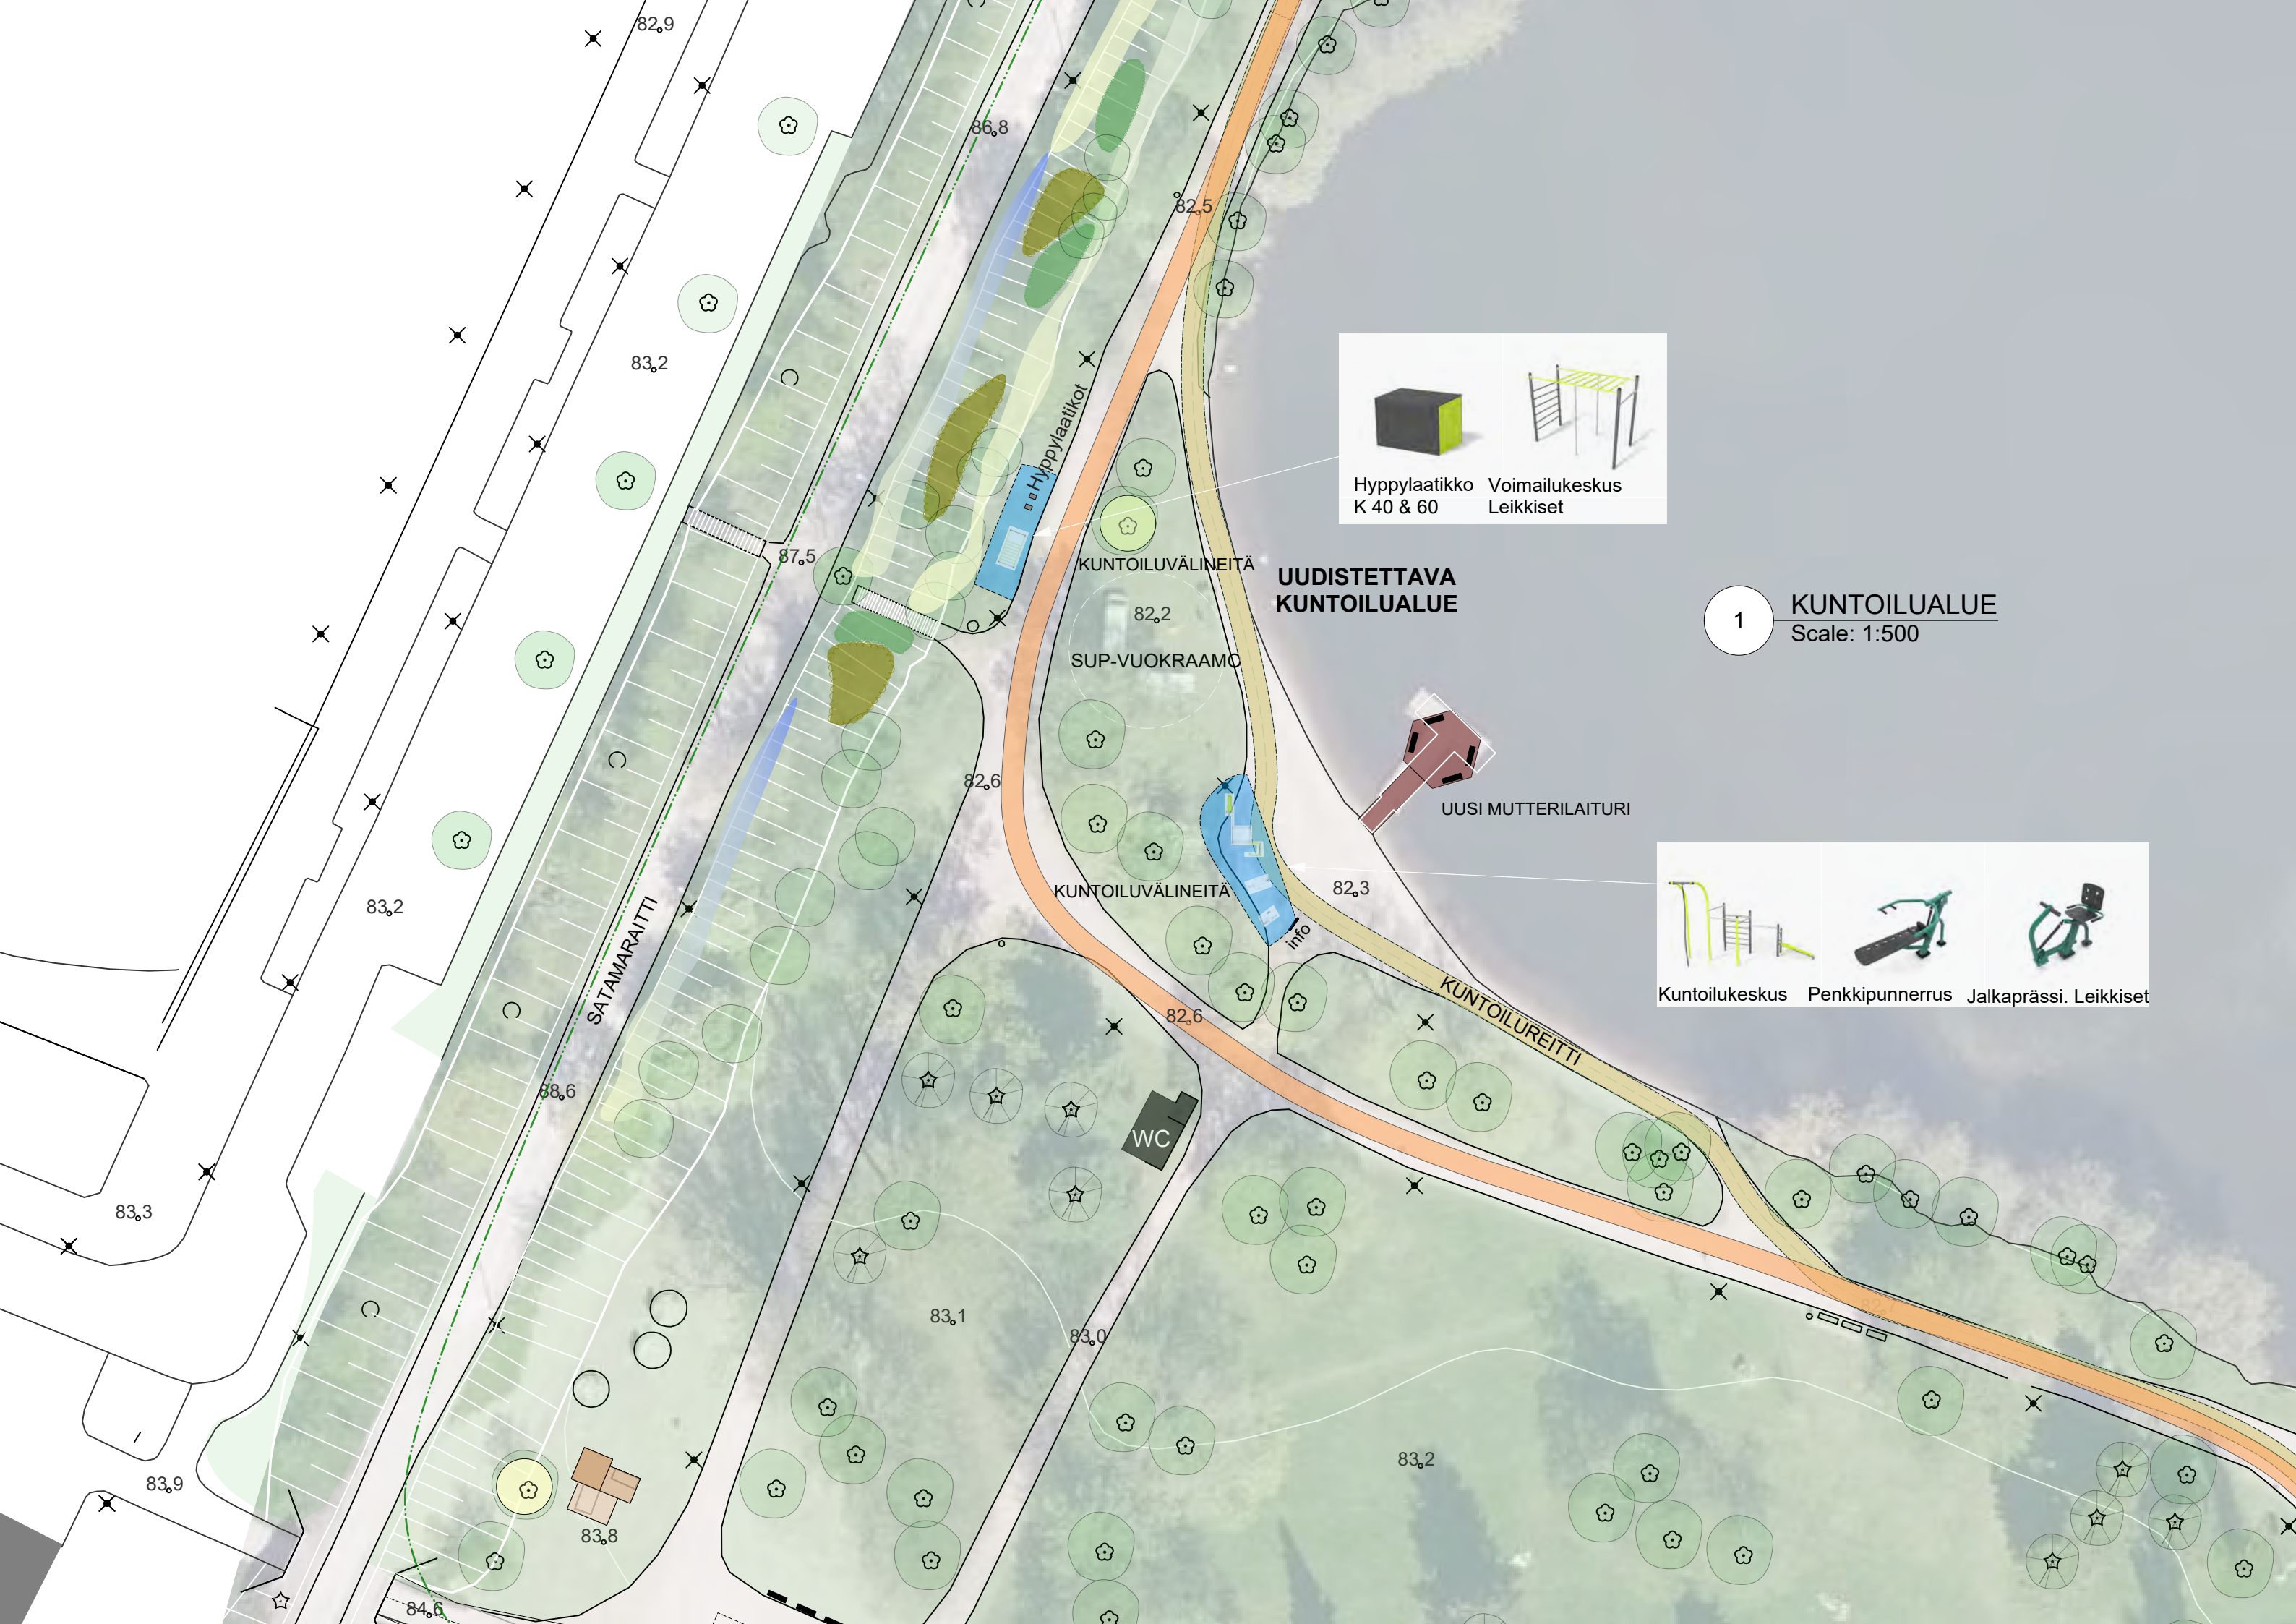 82.9
86.8
82.5
83.2
Hyppylaatikot
Hyppylaatikko
K 40 & 60
Voimailukeskus
Leikkiset
87.5
KUNTOILUVÄLINEITÄ
UUDISTETTAVA
KUNTOILUALUE
1
KUNTOILUALUE
Scale: 1:500
82.2
SUP-VUOKRAAMO
82.6
UUSI MUTTERILAITURI
KUNTOILUVÄLINEITÄ
82.3
83.2
info
SATAMARAITTI
Kuntoilukeskus
Penkkipunnerrus
Jalkaprässi. Leikkiset
KUNTOILUREITTI
82.6
88.6
WC
83.3
83.1
83.0
83.2
83.9
83.8
84.6